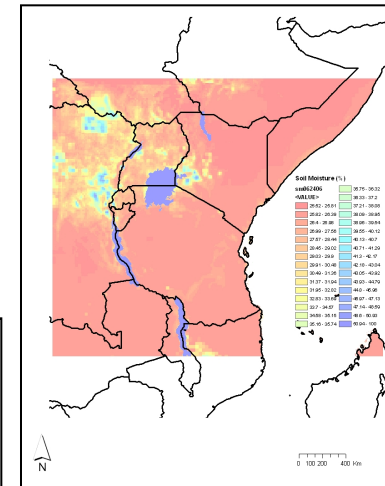 Soil Moisture (%)
sm062406
<VALUE>
25.52 - 25.81
25.82 - 26.39
26.4 - 26.98
26.99 - 27.56
27.57 - 28.44
28.45 - 29.02
29.03 - 29.9
29.91 - 30.48
30.49 - 31.36
31.37 - 31.94
31.95 - 32.82
32.83 - 33.69
33.7 - 34.57
34.58 - 35.15
35.16 - 35.74
35.75 - 36.32
36.33 - 37.2
37.21 - 38.08
38.09 - 38.95
38.96 - 39.54
39.55 - 40.12
40.13 - 40.7
40.71 - 41.29
41.3 - 42.17
42.18 - 43.04
43.05 - 43.92
43.93 - 44.79
44.8 - 46.96
46.97 - 47.13
47.14 - 48.59
48.6 - 50.93
50.94 - 100
N
0 100 200 400 Km